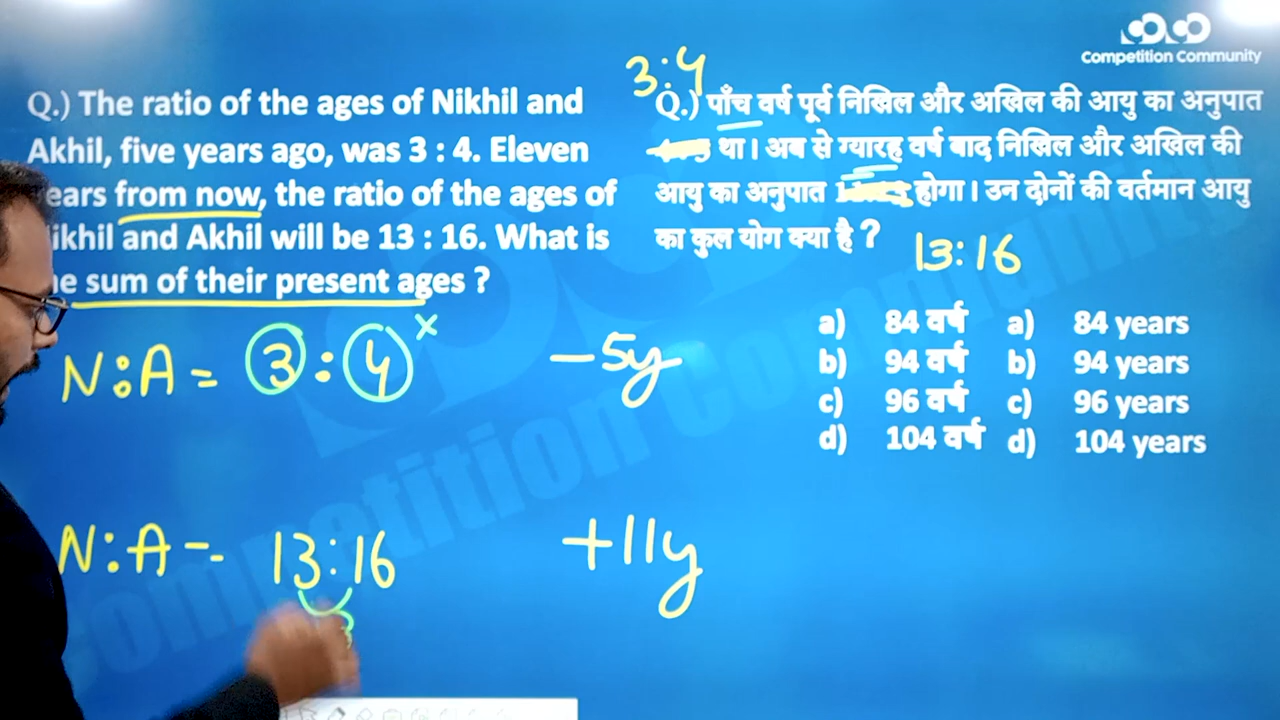 Competition Community
Q.) The ratio of the ages of Nikhil and
Akhil, five years ago, was 3 : 4. Eleven
years from now, the ratio of the ages of
Nikhil and Akhil will be 13 : 16. What is
the sum of their present ages ?
3:4
Q.) पाँच वर्ष पूर्व निखिल और अखिल की आयु का अनुपात
था। अब से ग्यारह वर्ष बाद निखिल और अखिल की
आयु का अनुपात होगा। उन दोनों की वर्तमान आयु
का कुल योग क्या है ?
13:16
a) 84 वर्ष a) 84 years
b) 94 वर्ष b) 94 years
c) 96 वर्ष c) 96 years
d) 104 वर्ष d) 104 years
N:A = 3:4 x -5y
N:A = 13:16 +11y
3